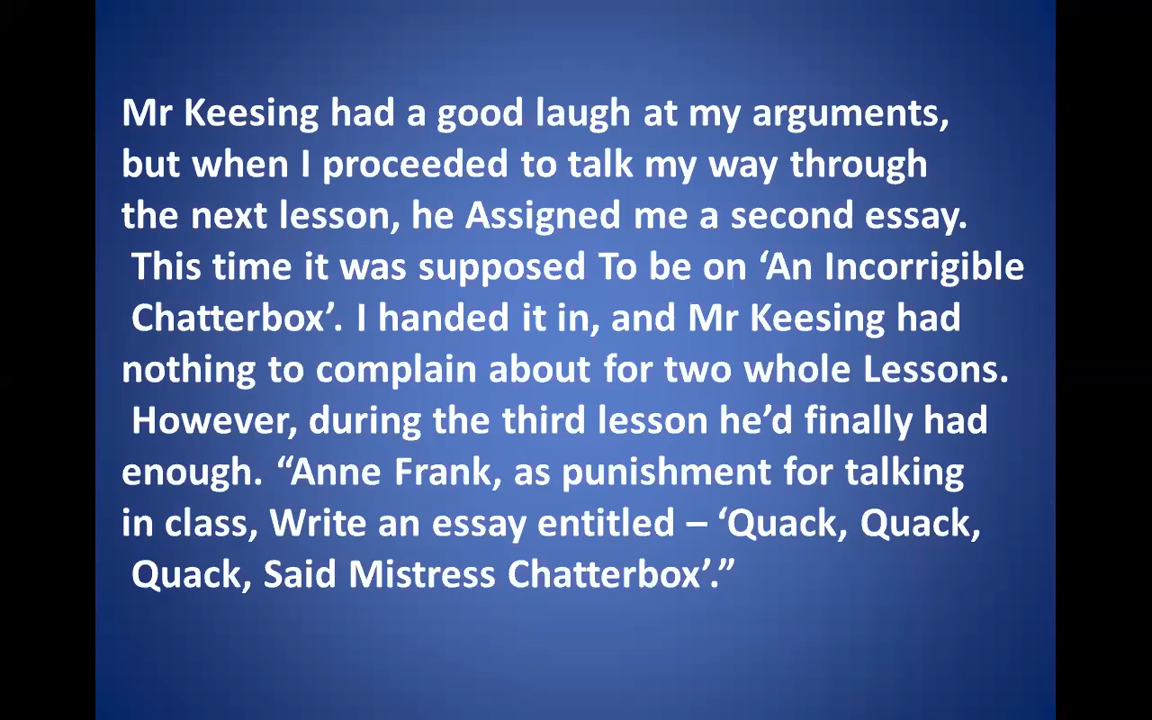 Mr Keesing had a good laugh at my arguments,
but when I proceeded to talk my way through
the next lesson, he Assigned me a second essay.
This time it was supposed To be on ‘An Incorrigible
Chatterbox’. I handed it in, and Mr Keesing had
nothing to complain about for two whole Lessons.
However, during the third lesson he’d finally had
enough. “Anne Frank, as punishment for talking
in class, Write an essay entitled – ‘Quack, Quack,
Quack, Said Mistress Chatterbox’.”